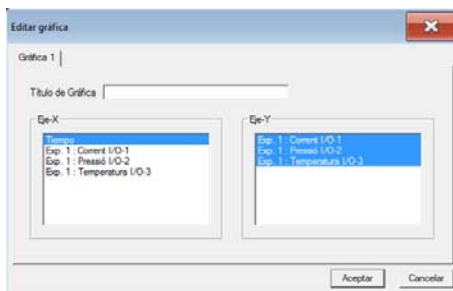 Editar gráfica
Gráfica 1
Título de Gráfica
Eje-X
Tiempo
Exp. 1 : Corrent I/O-1
Exp. 1 : Pressió I/O-2
Exp. 1 : Temperatura I/O-3
Eje-Y
Exp. 1 : Corrent I/O-1
Exp. 1 : Pressió I/O-2
Exp. 1 : Temperatura I/O-3
Aceptar
Cancelar